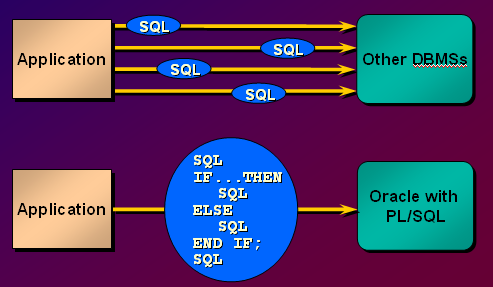 SQL
Application
SQL
Other DBMSs
SQL
SQL
SQL
IF...THEN
SQL
ELSE
SQL
END IF;
SQL
Application
Oracle with
PL/SQL